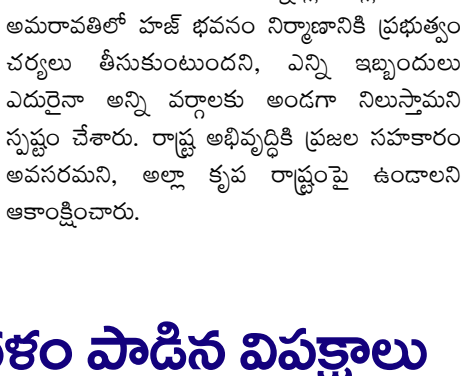 అమరావతిలో హజ్ భవనం నిర్మాణానికి ప్రభుత్వం
చర్యలు తీసుకుంటుందని, ఎన్ని ఇబ్బందులు
ఎదురైనా అన్ని వర్గాలకు అండగా నిలుస్తామని
స్పష్టం చేశారు. రాష్ట్ర అభివృద్ధికి ప్రజల సహకారం
అవసరమని, అల్లా కృప రాష్ట్రంపై ఉండాలని
ఆకాంక్షించారు.
పాడిన విపక్షాలు